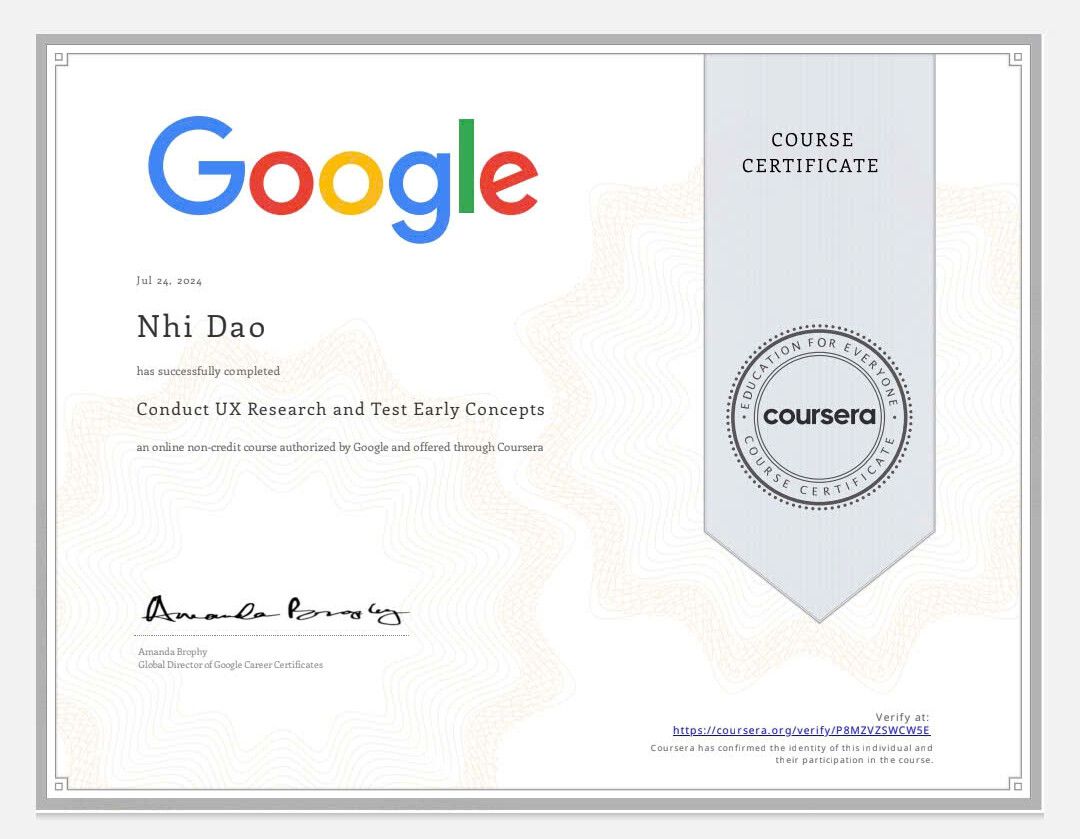 Google
COURSE
CERTIFICATE
Jul 24, 2024
Nhi Dao
has successfully completed
Conduct UX Research and Test Early Concepts
an online non-credit course authorized by Google and offered through Coursera
EDUCATION FOR EVERYONE
coursera
COURSE CERTIFICATE
Amanda Brophy
Amanda Brophy
Global Director of Google Career Certificates
Verify at:
https://coursera.org/verify/P8MZVZSWCW5E
Coursera has confirmed the identity of this individual and
their participation in the course.